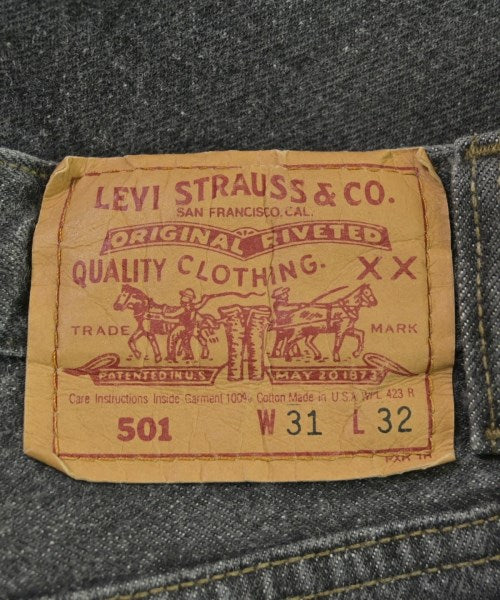 LEVI STRAUSS & CO.
SAN FRANCISCO, CAL.
ORIGINAL RIVETED
QUALITY CLOTHING. XX
TRADE MARK
PATENTED IN U.S. MAY 20 1873
Care Instructions Inside Garment 100% Cotton Made in U.S.A. WPL 423 R
501 W 31 L 32